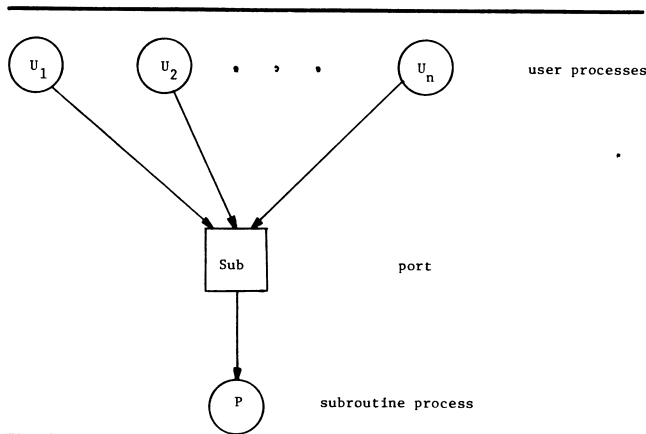 U1 U2 . , . Un user processes
Sub port
P subroutine process